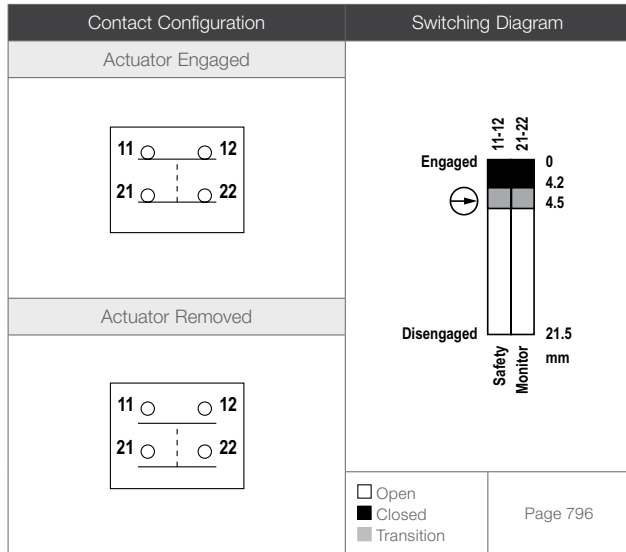 Contact Configuration
Switching Diagram
Actuator Engaged
11 12
21 22
Actuator Removed
11 12
21 22
11-12
21-22
Engaged 0
4.2
4.5
Disengaged 21.5
mm
Safety
Monitor
Open
Closed
Transition
Page 796